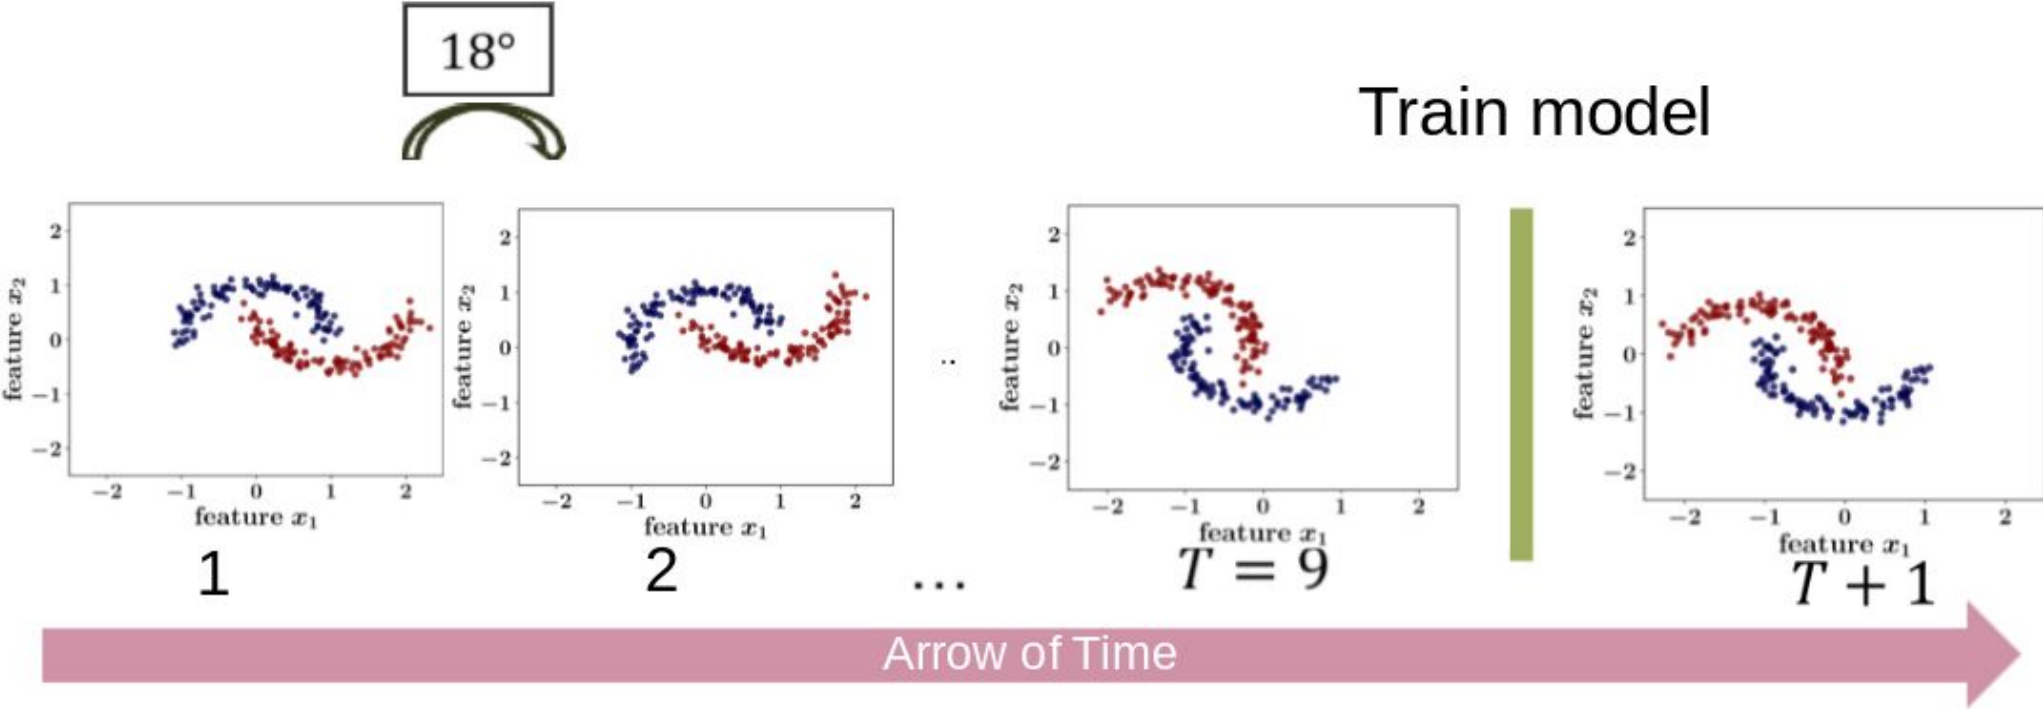 18°
Train model
feature x₂
2
1
0
−1
−2
−2 −1 0 1 2
feature x₁
1
feature x₂
2
1
0
−1
−2
−2 −1 0 1 2
feature x₁
2
..
...
feature x₂
2
1
0
−1
−2
−2 −1 0 1 2
feature x₁
T = 9
feature x₂
2
1
0
−1
−2
−2 −1 0 1 2
feature x₁
T + 1
Arrow of Time